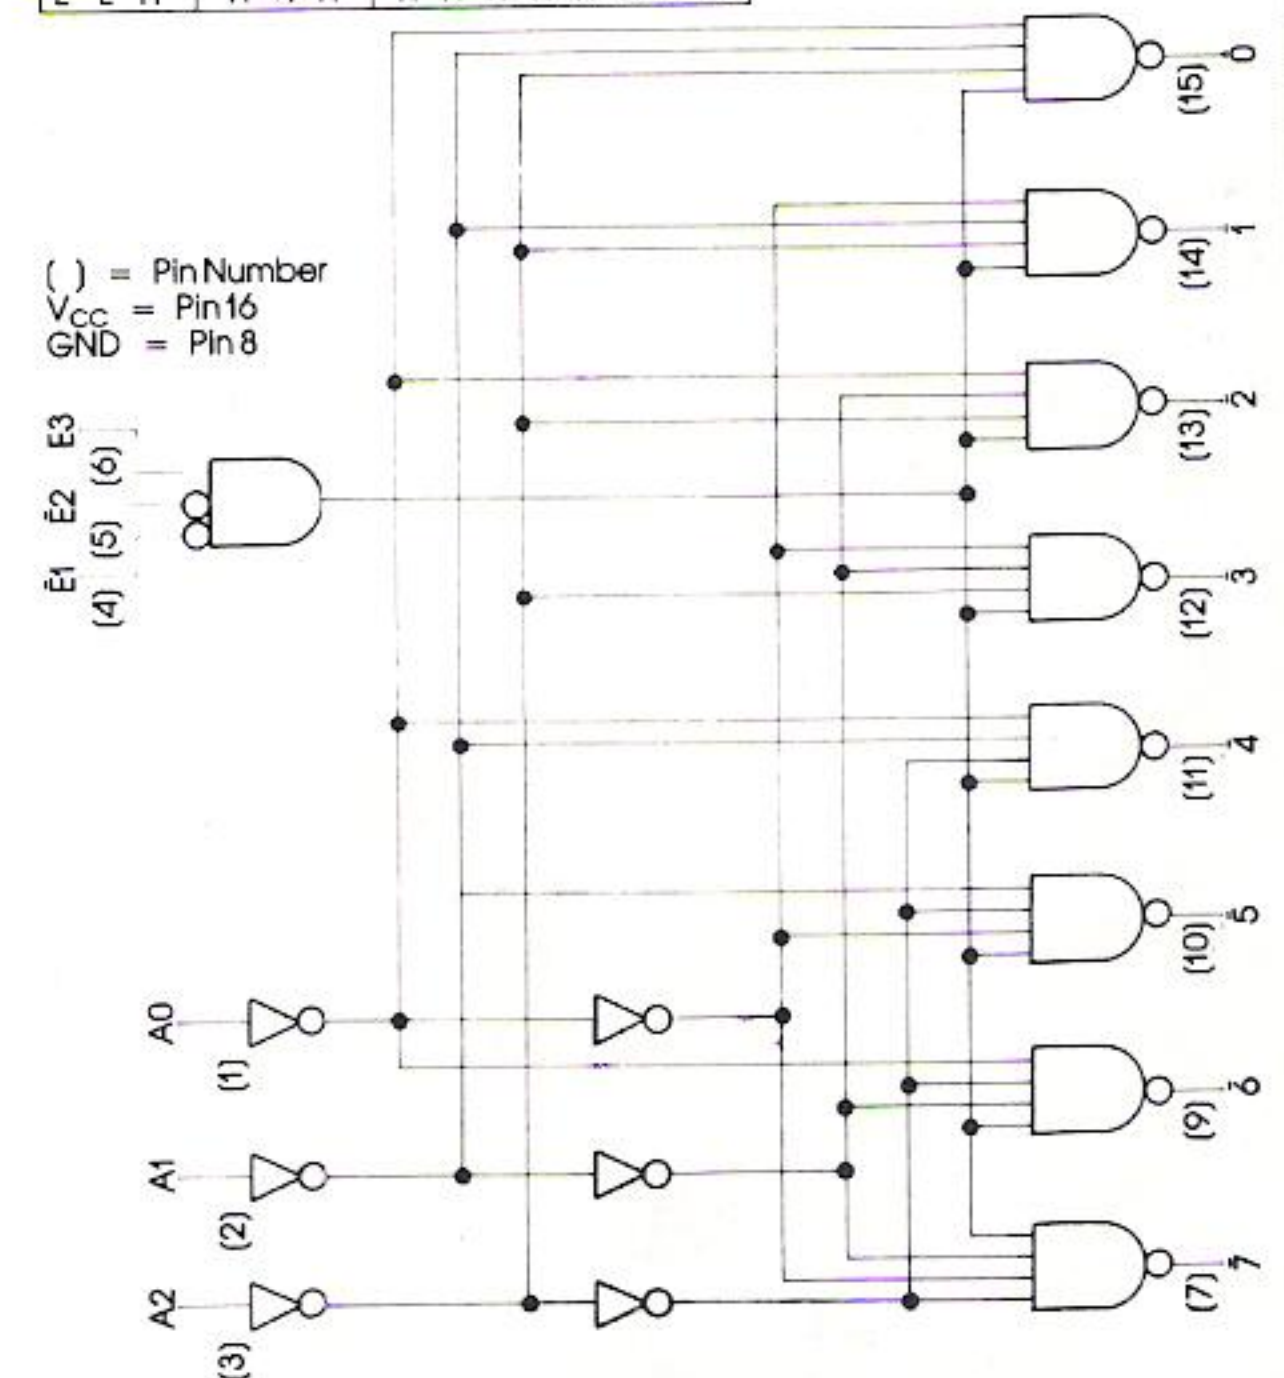 ( ) = Pin Number
VCC = Pin 16
GND = Pin 8
E3
(6)
Ē2
(5)
Ē1
(4)
A0
(1)
A1
(2)
A2
(3)
0̄
(15)
1̄
(14)
2̄
(13)
3̄
(12)
4̄
(11)
5̄
(10)
6̄
(9)
7̄
(7)